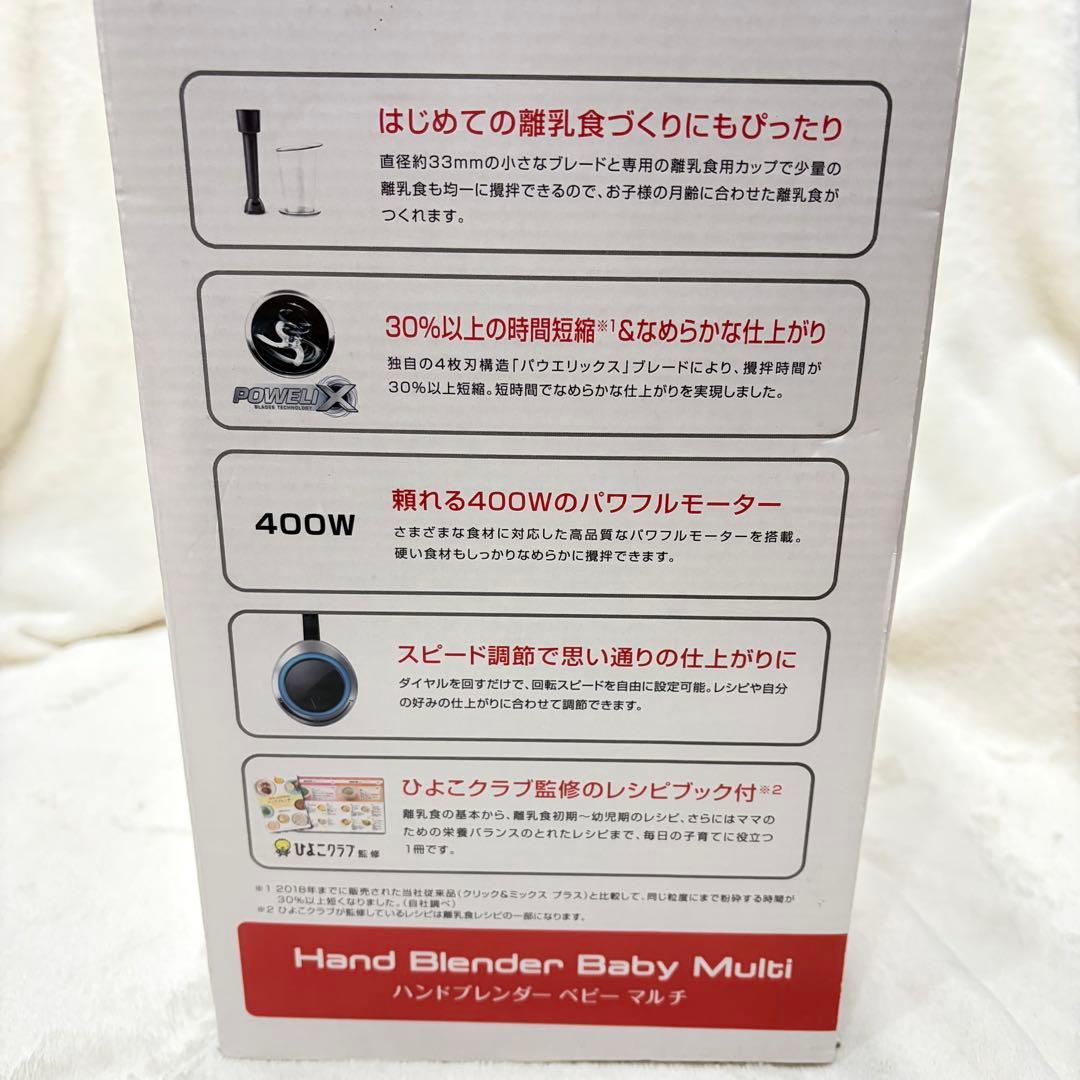 はじめての離乳食づくりにもぴったり
直径約33mmの小さなブレードと専用の離乳食用カップで少量の
離乳食も均一に攪拌できるので、お子様の月齢に合わせた離乳食が
つくれます。
30%以上の時間短縮※1&なめらかな仕上がり
独自の4枚刃構造「パウエリックス」ブレードにより、攪拌時間が
30%以上短縮。短時間でなめらかな仕上がりを実現しました。
POWELIX
BLADES TECHNOLOGY
400W
頼れる400Wのパワフルモーター
さまざまな食材に対応した高品質なパワフルモーターを搭載。
硬い食材もしっかりなめらかに攪拌できます。
スピード調節で思い通りの仕上がりに
ダイヤルを回すだけで、回転スピードを自由に設定可能。レシピや自分
の好みの仕上がりに合わせて調節できます。
ひよこクラブ監修のレシピブック付※2
離乳食の基本から、離乳食初期〜幼児期のレシピ、さらにはママの
ための栄養バランスのとれたレシピまで、毎日の子育てに役立つ
1冊です。
ひよこクラブ監修
※1 2018年までに販売された当社従来品(クリック&ミックス プラス)と比較して、同じ粒度にまで粉砕する時間が
30%以上短くなりました。(自社調べ)
※2 ひよこクラブが監修しているレシピは離乳食レシピの一部になります。
Hand Blender Baby Multi
ハンドブレンダー ベビー マルチ